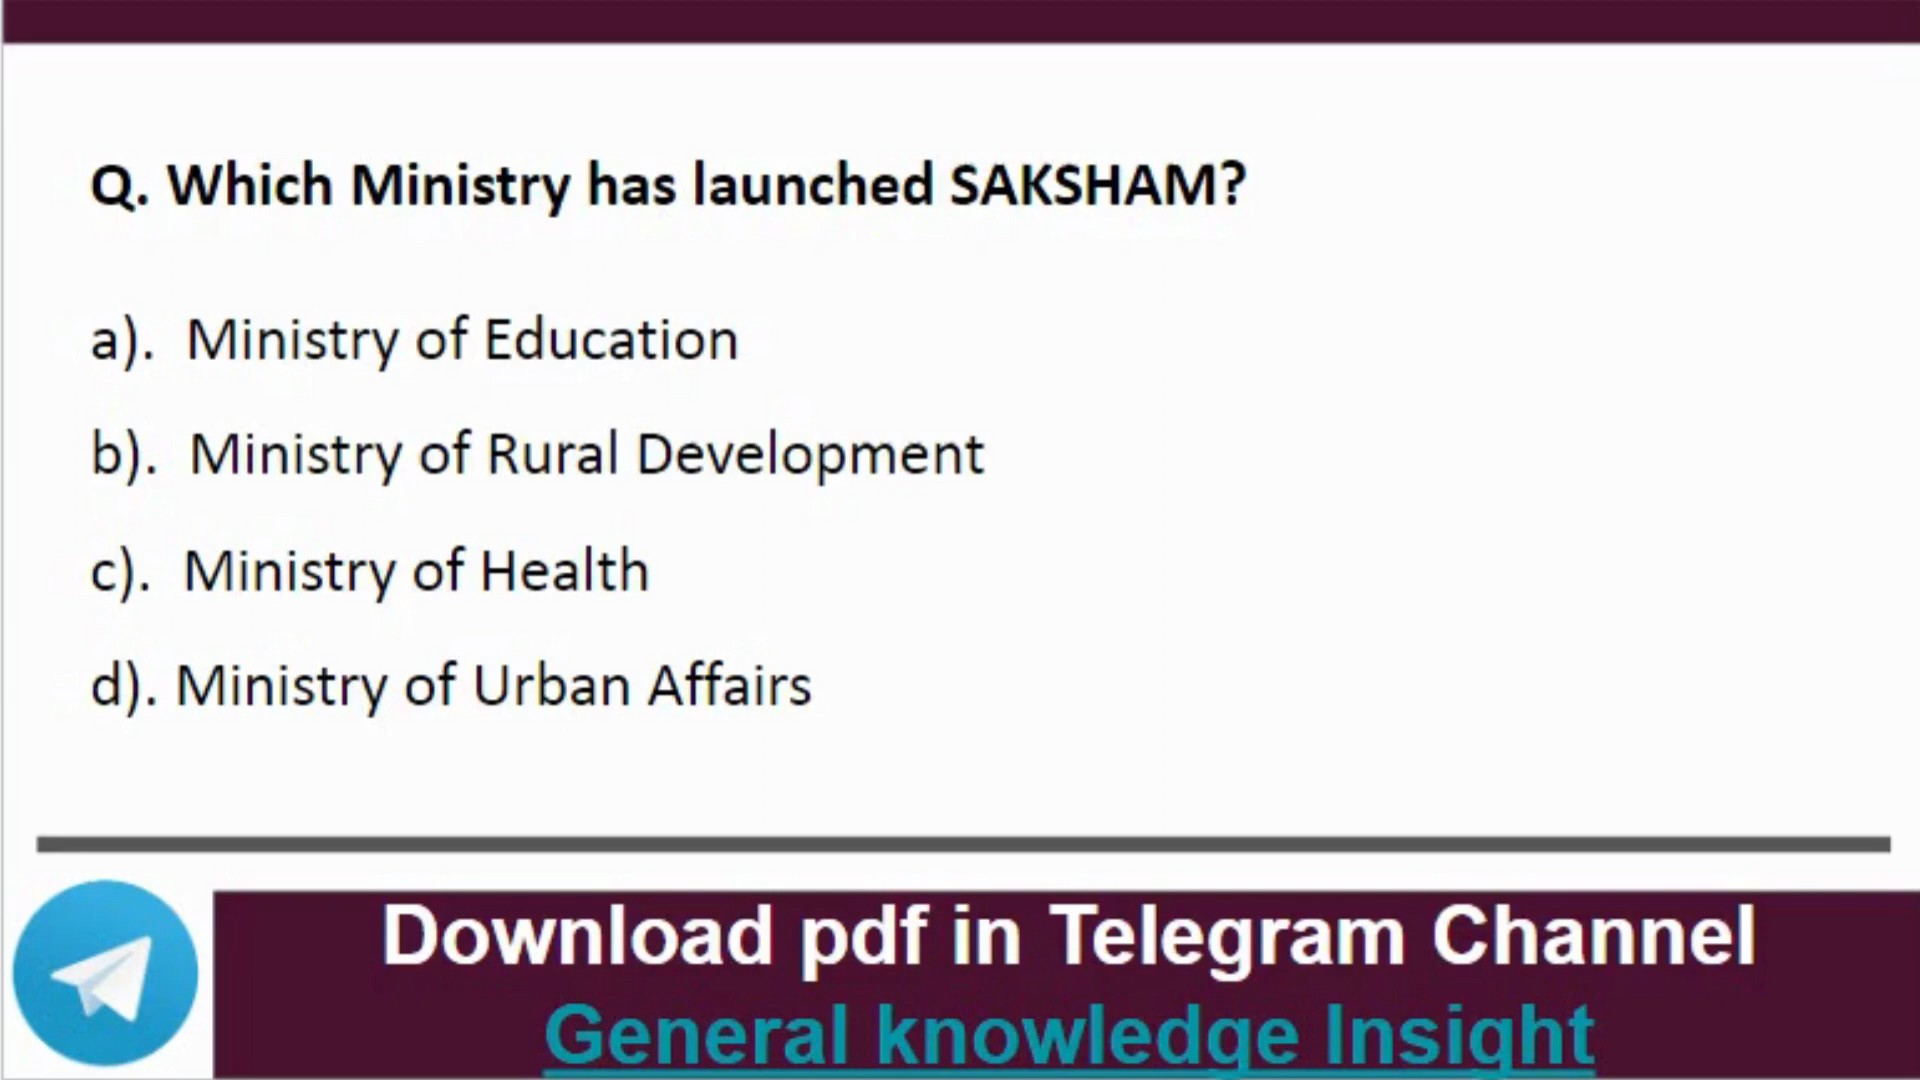 Q. Which Ministry has launched SAKSHAM?
a). Ministry of Education
b). Ministry of Rural Development
c). Ministry of Health
d). Ministry of Urban Affairs
Download pdf in Telegram Channel
General knowledge Insight